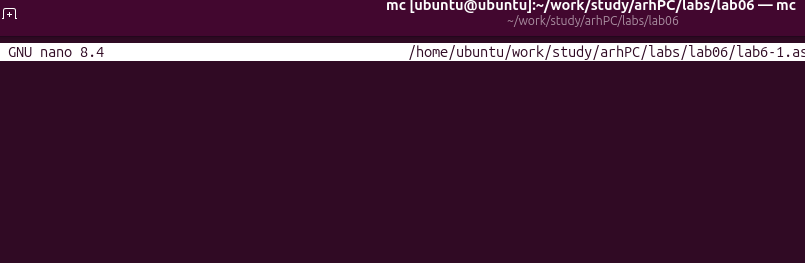 mc [ubuntu@ubuntu]:~/work/study/arhPC/labs/lab06 — mc
~/work/study/arhPC/labs/lab06
GNU nano 8.4 /home/ubuntu/work/study/arhPC/labs/lab06/lab6-1.as